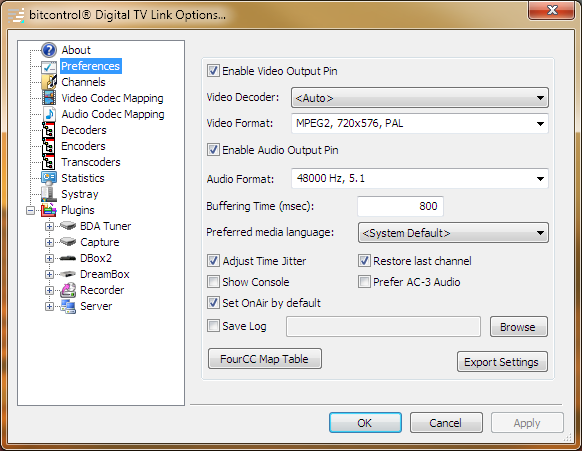 bitcontrol® Digital TV Link Options...
About
Preferences
Channels
Video Codec Mapping
Audio Codec Mapping
Decoders
Encoders
Transcoders
Statistics
Systray
Plugins
BDA Tuner
Capture
DBox2
DreamBox
Recorder
Server
Enable Video Output Pin
Video Decoder: <Auto>
Video Format: MPEG2, 720x576, PAL
Enable Audio Output Pin
Audio Format: 48000 Hz, 5.1
Buffering Time (msec): 800
Preferred media language: <System Default>
Adjust Time Jitter Restore last channel
Show Console Prefer AC-3 Audio
Set OnAir by default
Save Log Browse
FourCC Map Table Export Settings
OK Cancel Apply